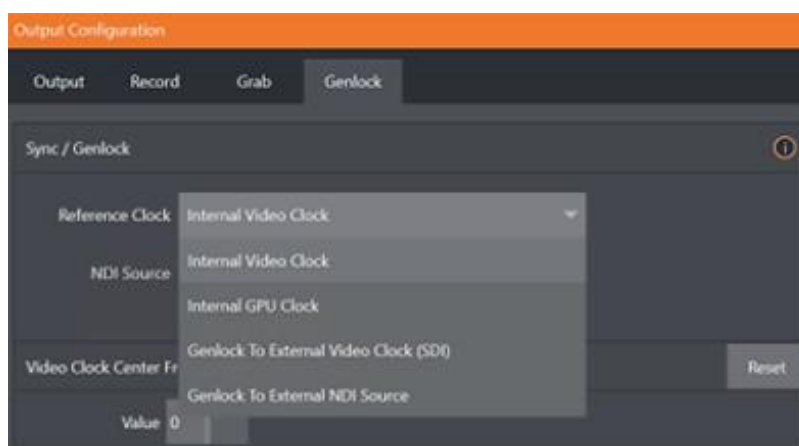 Output Configuration
Output Record Grab Genlock
Sync / Genlock
Reference Clock Internal Video Clock
Internal Video Clock
NDI Source
Internal GPU Clock
Genlock To External Video Clock (SDI)
Video Clock Center Fr
Reset
Genlock To External NDI Source
Value 0